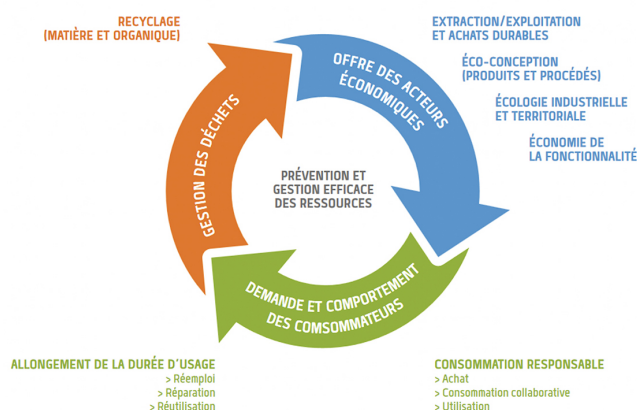 RECYCLAGE
(MATIÈRE ET ORGANIQUE)
EXTRACTION/EXPLOITATION
ET ACHATS DURABLES
ÉCO-CONCEPTION
(PRODUITS ET PROCÉDÉS)
ÉCOLOGIE INDUSTRIELLE
ET TERRITORIALE
ÉCONOMIE DE
LA FONCTIONNALITÉ
OFFRE DES ACTEURS
ÉCONOMIQUES
GESTION DES DÉCHETS
PRÉVENTION ET
GESTION EFFICACE
DES RESSOURCES
DEMANDE ET COMPORTEMENT
DES COMSOMMATEURS
ALLONGEMENT DE LA DURÉE D'USAGE
> Réemploi
> Réparation
> Réutilisation
CONSOMMATION RESPONSABLE
> Achat
> Consommation collaborative
> Utilisation